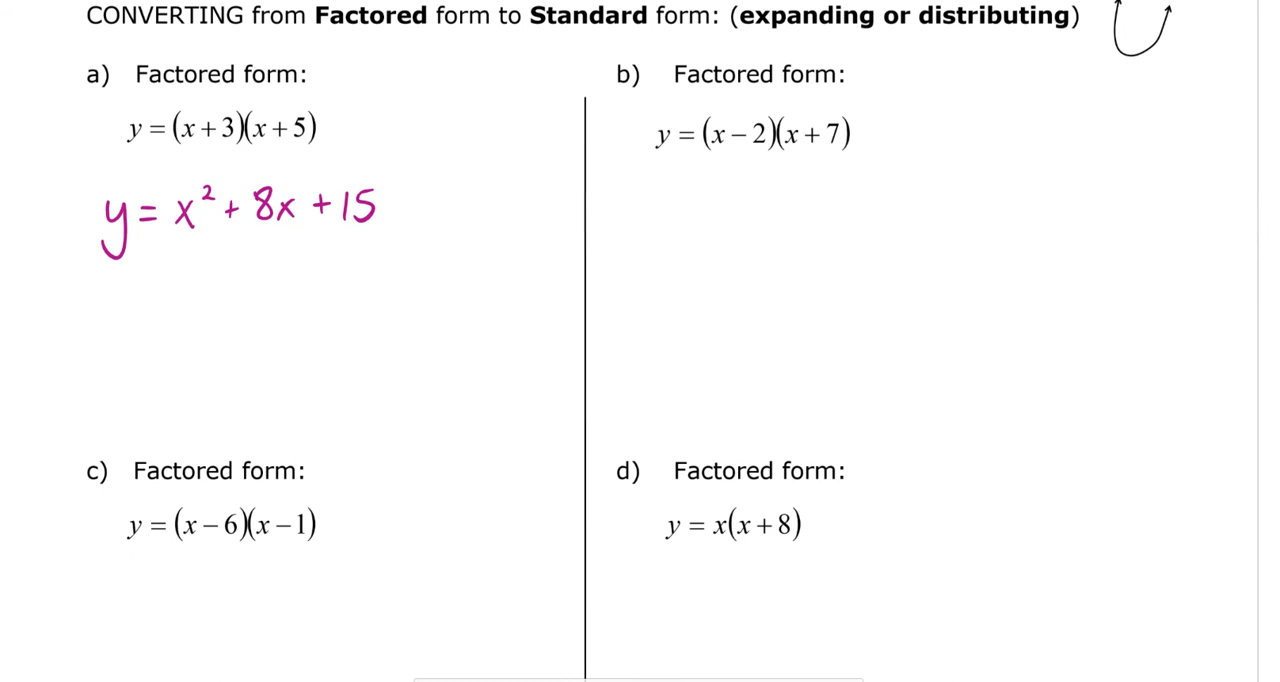 CONVERTING from Factored form to Standard form: (expanding or distributing)
a) Factored form:
y = (x + 3)(x + 5)
y = x² + 8x + 15
b) Factored form:
y = (x − 2)(x + 7)
c) Factored form:
y = (x − 6)(x − 1)
d) Factored form:
y = x(x + 8)